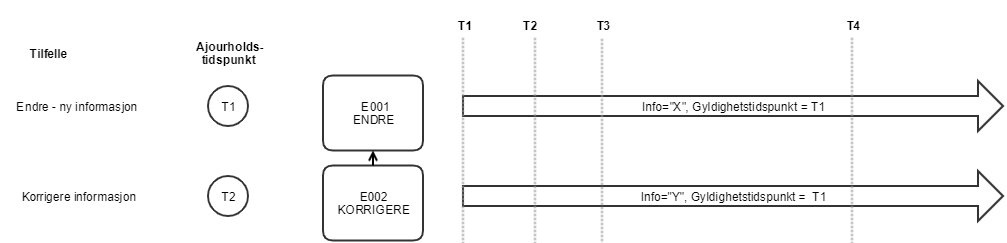 T1 T2 T3 T4
Tilfelle
Ajourholds-
tidspunkt
Endre - ny informasjon
T1
E001
ENDRE
Info="X", Gyldighetstidspunkt = T1
Korrigere informasjon
T2
E002
KORRIGERE
Info="Y", Gyldighetstidspunkt = T1